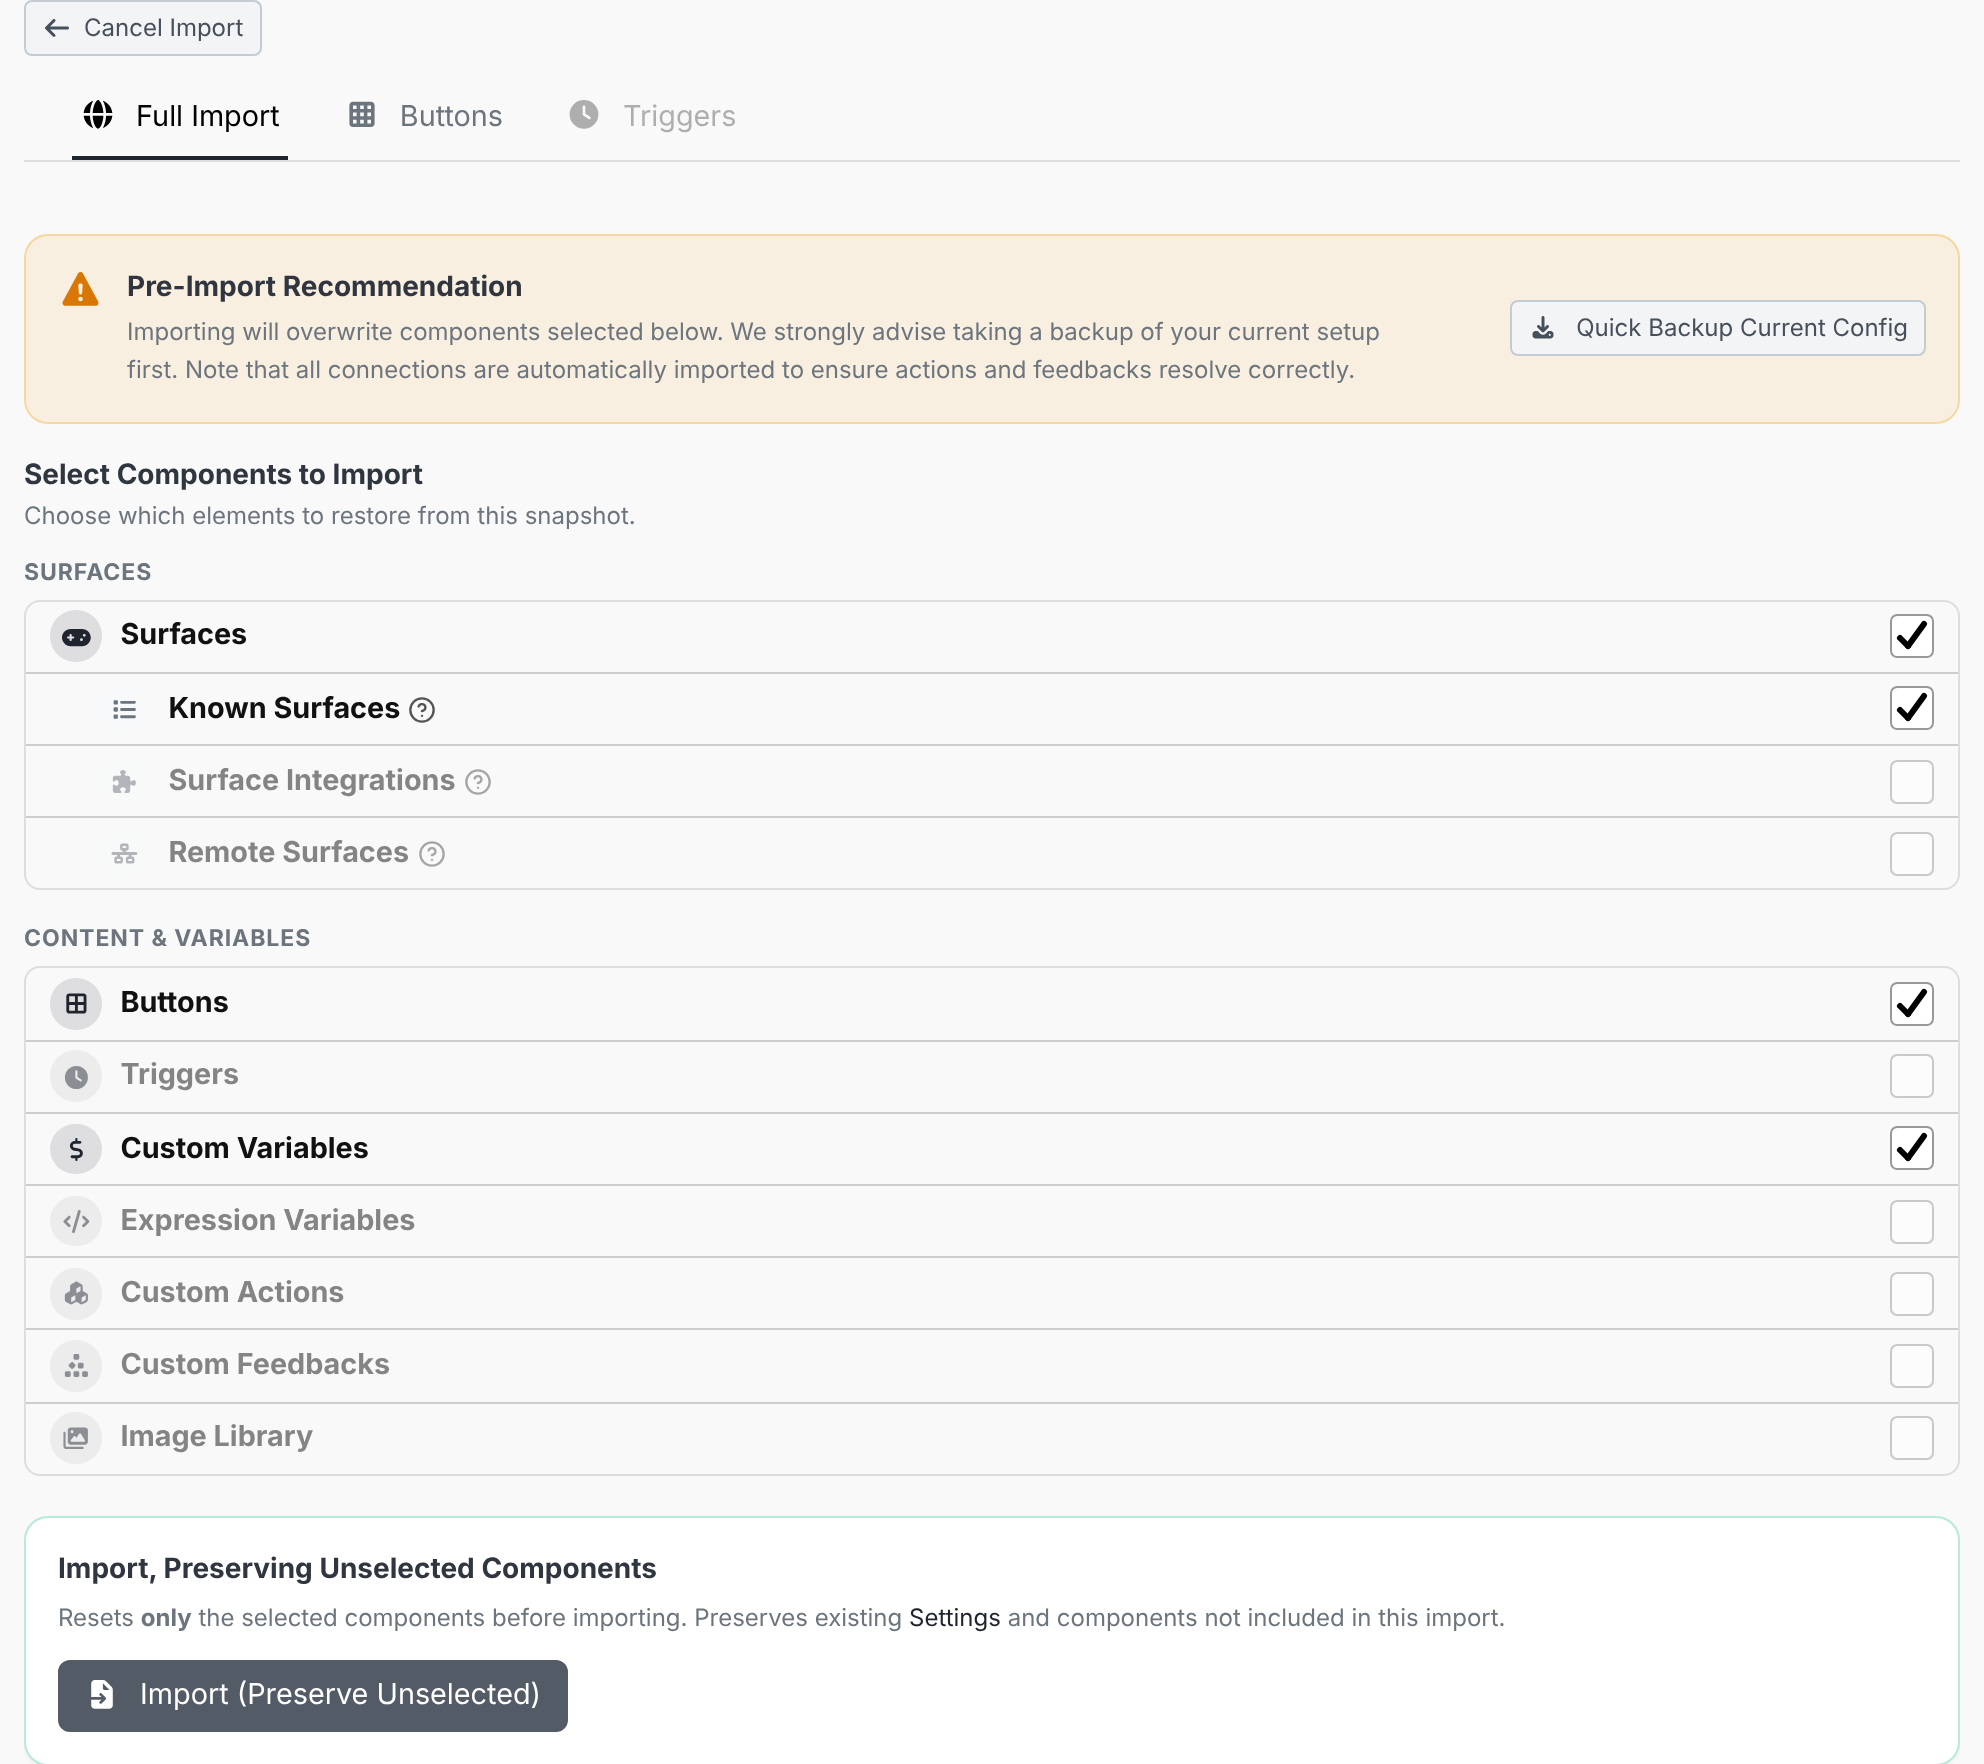 Cancel Import
Full Import Buttons Triggers
Pre-Import Recommendation
Importing will overwrite components selected below. We strongly advise taking a backup of your current setup
first. Note that all connections are automatically imported to ensure actions and feedbacks resolve correctly.
Quick Backup Current Config
Select Components to Import
Choose which elements to restore from this snapshot.
SURFACES
Surfaces
Known Surfaces
Surface Integrations
Remote Surfaces
CONTENT & VARIABLES
Buttons
Triggers
Custom Variables
Expression Variables
Custom Actions
Custom Feedbacks
Image Library
Import, Preserving Unselected Components
Resets only the selected components before importing. Preserves existing Settings and components not included in this import.
Import (Preserve Unselected)